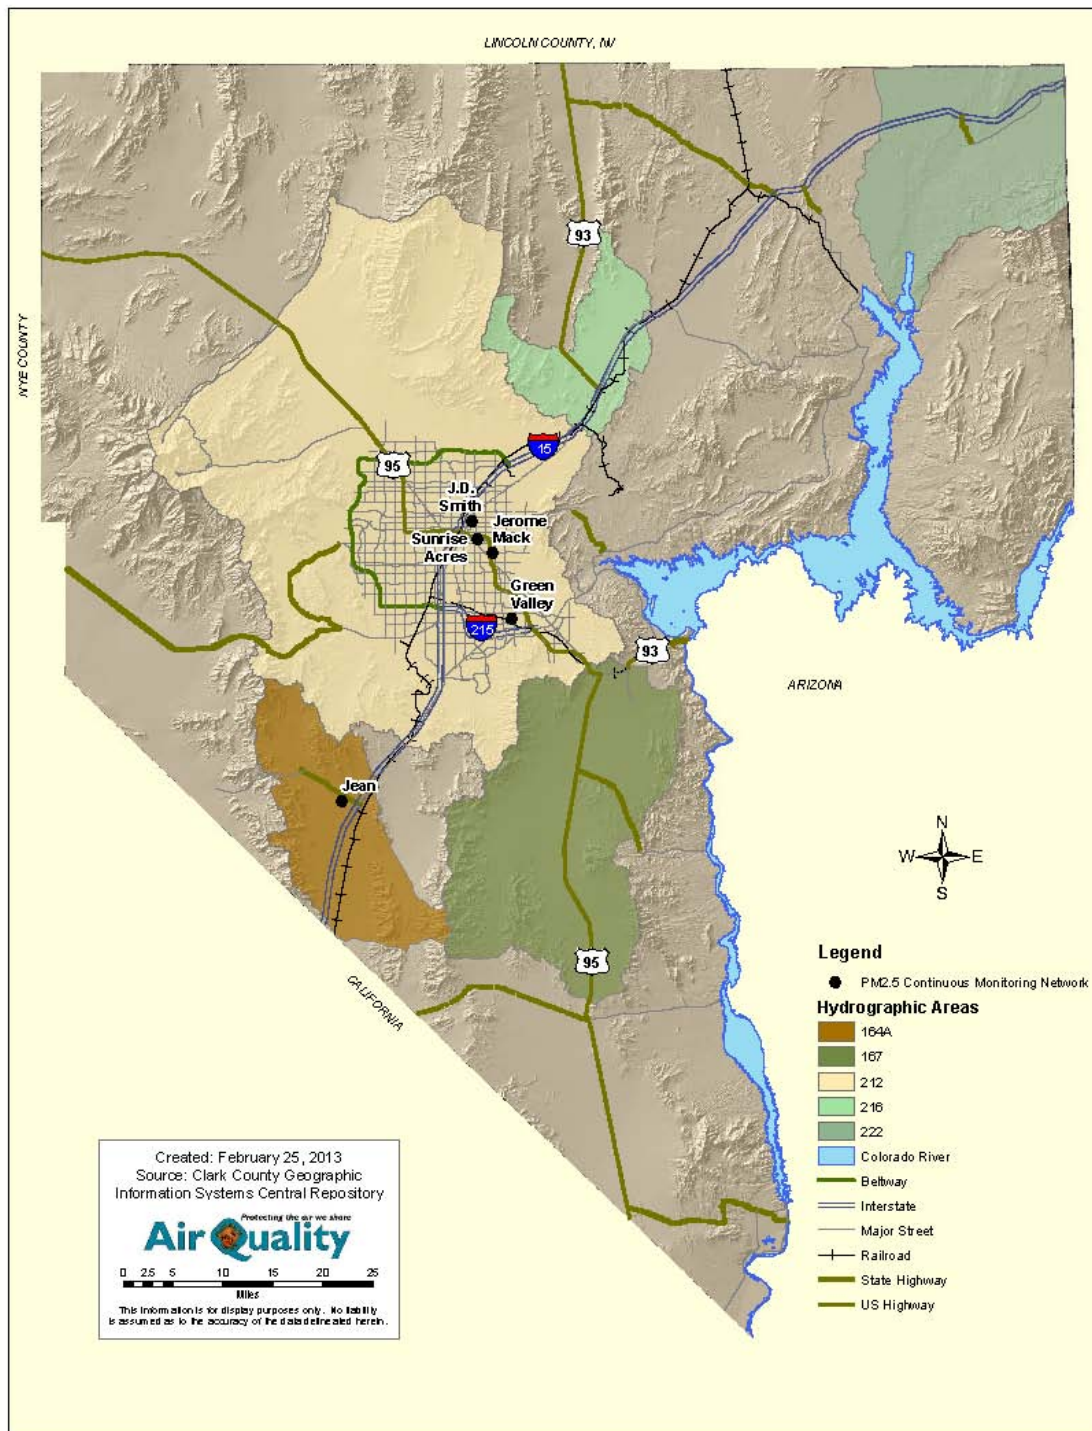 LINCOLN COUNTY, NV
NYE COUNTY
93
15
95
J.D.
Smith
Jerome
Mack
Sunrise
Acres
Green
Valley
215
93
ARIZONA
Jean
N
W E
S
95
CALIFORNIA
Legend
PM2.5 Continuous Monitoring Network
Hydrographic Areas
164A
167
212
216
222
Colorado River
Beltway
Interstate
Major Street
Railroad
State Highway
US Highway
Created: February 25, 2013
Source: Clark County Geographic
Information Systems Central Repository
Protecting the air we share
Air Quality
0 2.5 5 10 15 20 25
Miles
This information is for display purposes only. No liability
is assumed as to the accuracy of the data delineated herein.